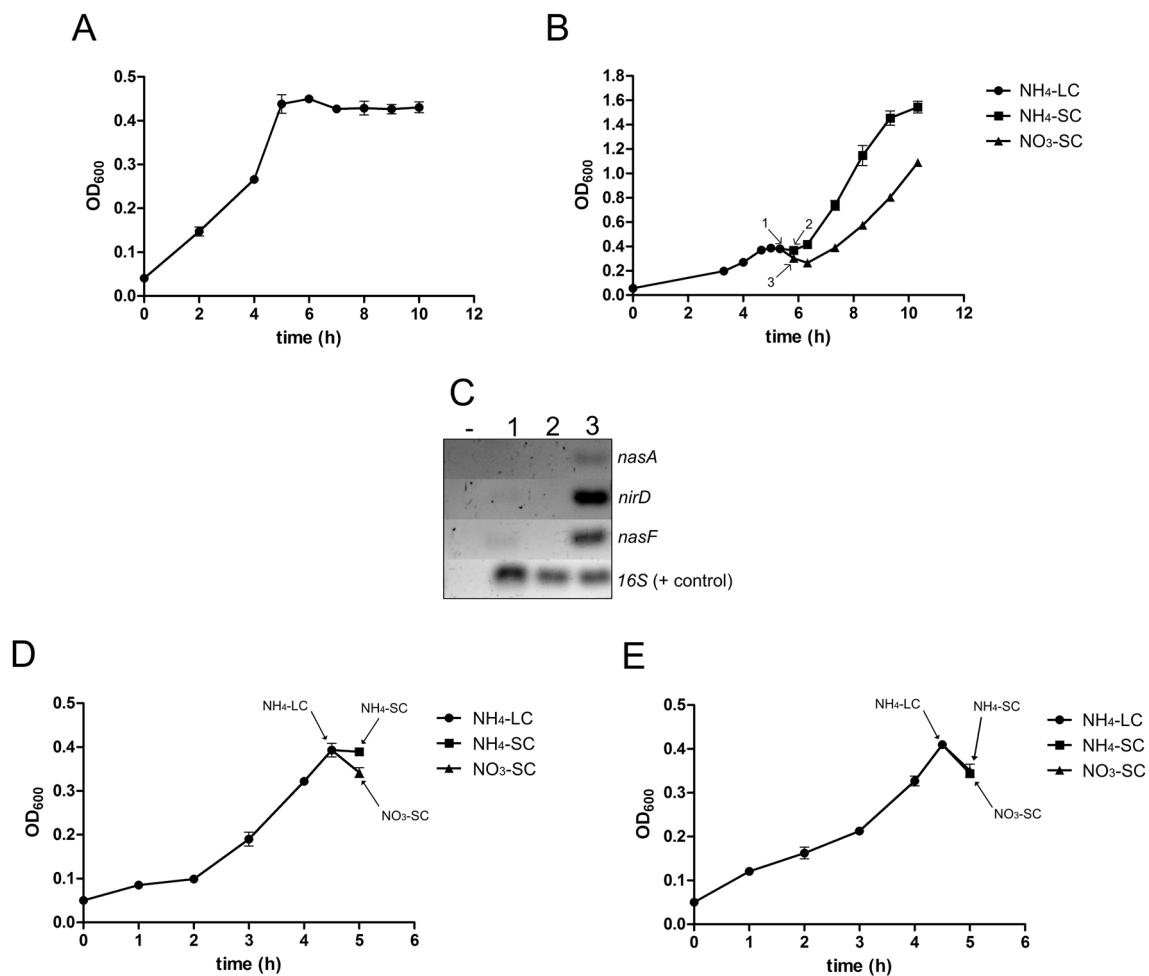 A
OD600
0.5
0.4
0.3
0.2
0.1
0.0
0 2 4 6 8 10 12
time (h)
B
OD600
1.8
1.6
1.4
1.2
1.0
0.8
0.6
0.4
0.2
0.0
1
2
3
0 2 4 6 8 10 12
time (h)
NH4-LC
NH4-SC
NO3-SC
C
- 1 2 3
nasA
nirD
nasF
16S (+ control)
D
OD600
0.5
0.4
0.3
0.2
0.1
0.0
NH4-LC
NH4-SC
NO3-SC
0 1 2 3 4 5 6
time (h)
NH4-LC
NH4-SC
NO3-SC
E
OD600
0.5
0.4
0.3
0.2
0.1
0.0
NH4-LC
NH4-SC
NO3-SC
0 1 2 3 4 5 6
time (h)
NH4-LC
NH4-SC
NO3-SC